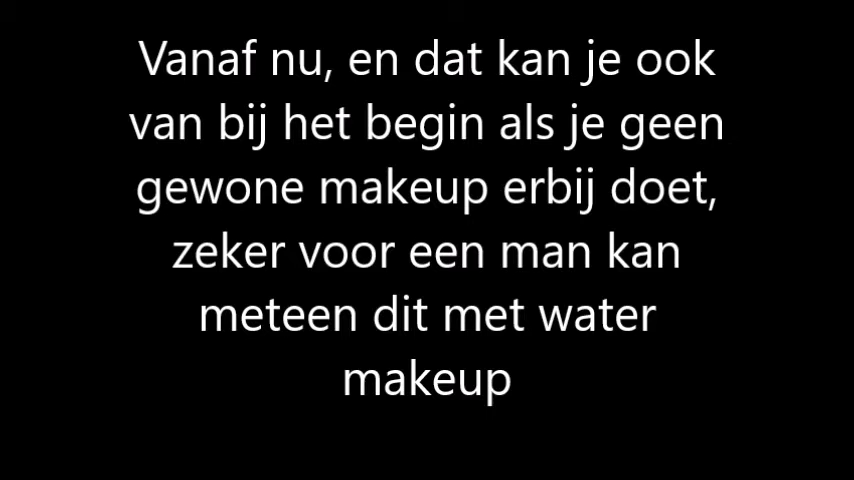 Vanaf nu, en dat kan je ook
van bij het begin als je geen
gewone makeup erbij doet,
zeker voor een man kan
meteen dit met water
makeup